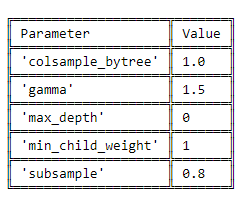 Parameter Value
'colsample_bytree' 1.0
'gamma' 1.5
'max_depth' 0
'min_child_weight' 1
'subsample' 0.8